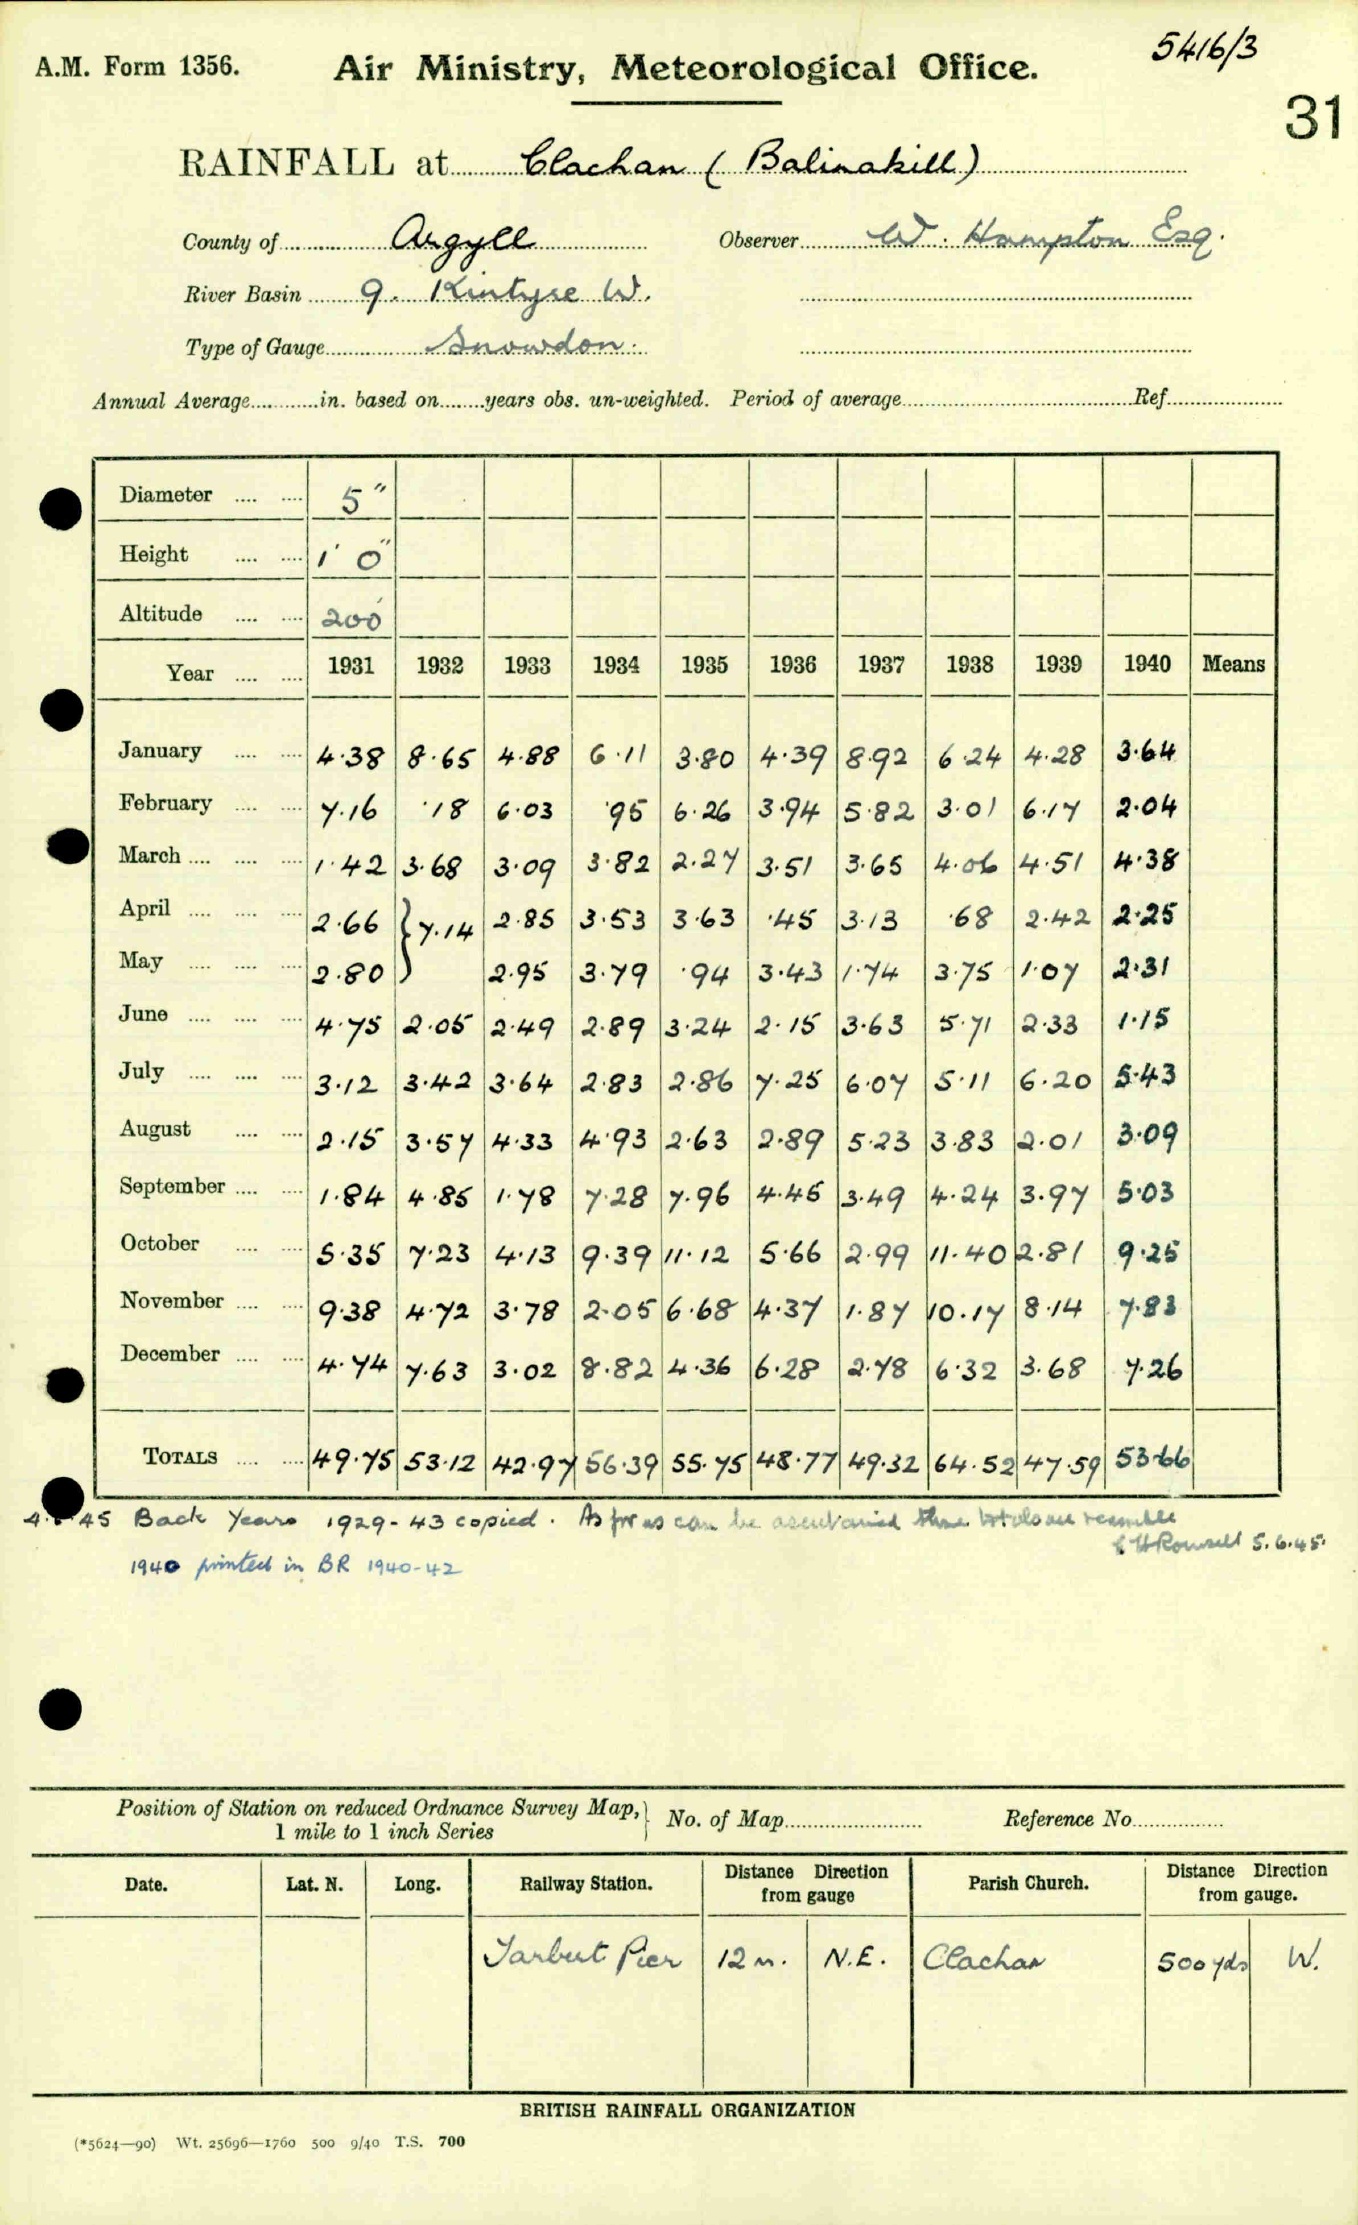 5416/3
A.M. Form 1356. Air Ministry, Meteorological Office.
31
RAINFALL at Clachan (Balinakill)
County of Argyll Observer W. Hampton Esq.
River Basin 9. Kintyre W.
Type of Gauge Snowdon.
Annual Average in. based on years obs. un-weighted. Period of average Ref
Diameter 5"
Height 1' 0"
Altitude 200'
Year 1931 1932 1933 1934 1935 1936 1937 1938 1939 1940 Means
January 4.38 8.65 4.88 6.11 3.80 4.39 8.92 6.24 4.28 3.64
February 7.16 .18 6.03 .95 6.26 3.94 5.82 3.01 6.17 2.04
March 1.42 3.68 3.09 3.82 2.27 3.51 3.65 4.06 4.51 4.38
April 2.66 } 7.14 2.85 3.53 3.63 .45 3.13 .68 2.42 2.25
May 2.80 2.95 3.79 .94 3.43 1.74 3.75 1.07 2.31
June 4.75 2.05 2.49 2.89 3.24 2.15 3.63 5.71 2.33 1.15
July 3.12 3.42 3.64 2.83 2.86 7.25 6.07 5.11 6.20 5.43
August 2.15 3.57 4.33 4.93 2.63 2.89 5.23 3.83 2.01 3.09
September 1.84 4.85 1.78 7.28 7.96 4.45 3.49 4.24 3.97 5.03
October 5.35 7.23 4.13 9.39 11.12 5.66 2.99 11.40 2.81 9.25
November 9.38 4.72 3.78 2.05 6.68 4.37 1.87 10.17 8.14 7.83
December 4.74 7.63 3.02 8.82 4.36 6.28 2.78 6.32 3.68 7.26
TOTALS 49.75 53.12 42.97 56.39 55.75 48.77 49.32 64.52 47.59 53.66
45 Back Years 1929-43 copied. As far as can be ascertained these totals are
5.6.45.
1940 printed in BR 1940-42
Position of Station on reduced Ordnance Survey Map, } No. of Map Reference No
1 mile to 1 inch Series
Date. Lat. N. Long. Railway Station. Distance Direction from gauge Parish Church. Distance Direction from gauge.
Tarbert Pier 12 m. N.E. Clachan 500 yds W.
BRITISH RAINFALL ORGANIZATION
(*5624—90) Wt. 25696—1760 500 9/40 T.S. 700